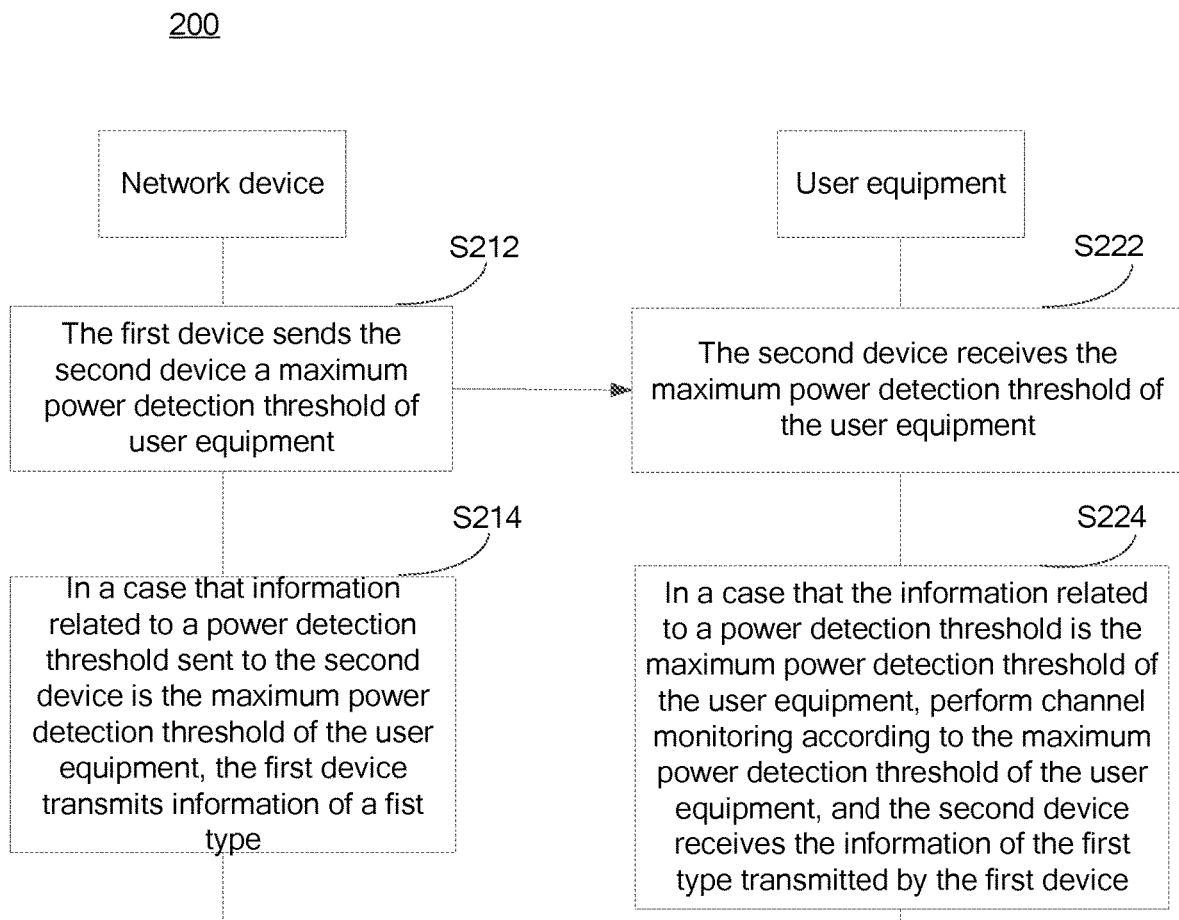 200
Network device
User equipment
S212
S222
The first device sends the
second device a maximum
power detection threshold of
user equipment
The second device receives the
maximum power detection
threshold of
the user equipment
S214
S224
In a case that information
related to a power detection
threshold sent to the second
device is the maximum power
detection threshold of the user
equipment, the first device
transmits information of a fist
type
In a case that the information related
to a power detection threshold is the
maximum power detection threshold of
the user equipment, perform channel
monitoring according to the maximum
power detection threshold of the user
equipment, and the second device
receives the information of the first
type transmitted by the first device